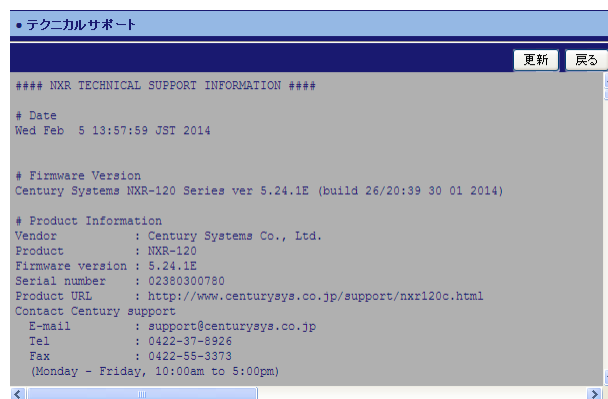 ● テクニカルサポート
更新 戻る
#### NXR TECHNICAL SUPPORT INFORMATION ####
# Date
Wed Feb  5 13:57:59 JST 2014
# Firmware Version
Century Systems NXR-120 Series ver 5.24.1E (build 26/20:39 30 01 2014)
# Product Information
Vendor           : Century Systems Co., Ltd.
Product          : NXR-120
Firmware version : 5.24.1E
Serial number    : 02380300780
Product URL      : http://www.centurysys.co.jp/support/nxr120c.html
Contact Century support
  E-mail         : support@centurysys.co.jp
  Tel            : 0422-37-8926
  Fax            : 0422-55-3373
  (Monday - Friday, 10:00am to 5:00pm)